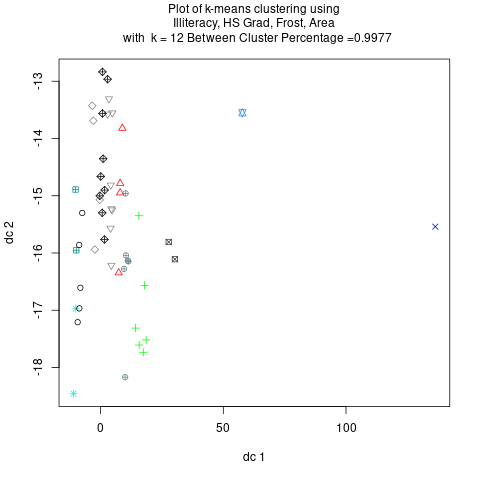 Plot of k-means clustering using
Illiteracy, HS Grad, Frost, Area
with  k = 12 Between Cluster Percentage =0.9977
-13
-14
-15
-16
-17
-18
dc 2
0
50
100
dc 1